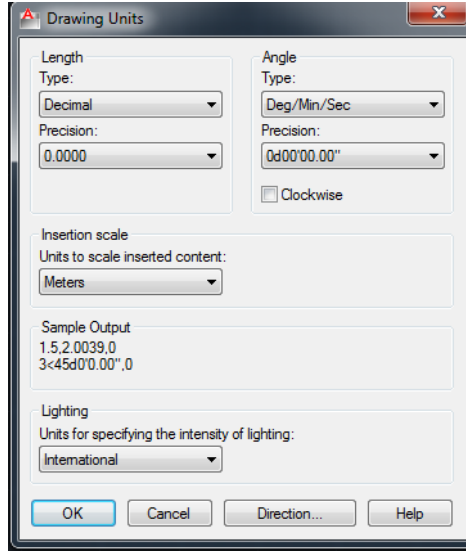 Drawing Units
Length
Type:
Decimal
Precision:
0.0000
Angle
Type:
Deg/Min/Sec
Precision:
0d00'00.00"
Clockwise
Insertion scale
Units to scale inserted content:
Meters
Sample Output
1.5,2.0039,0
3<45d0'0.00",0
Lighting
Units for specifying the intensity of lighting:
International
OK
Cancel
Direction...
Help